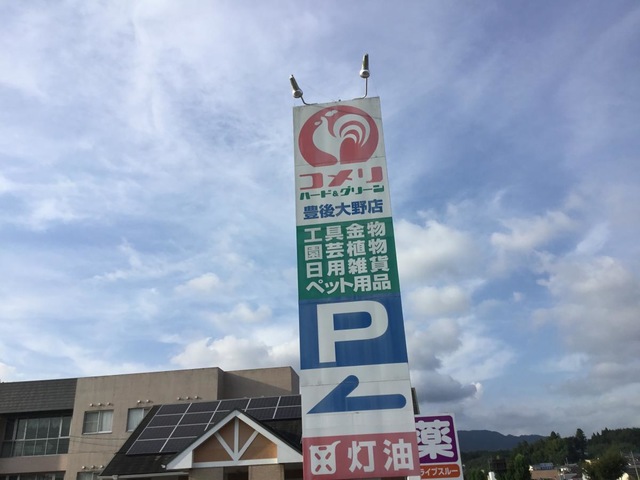 コメリ
ハード&グリーン
豊後大野店
工具金物
園芸植物
日用雑貨
ペット用品
P
灯油
薬
ドライブスルー